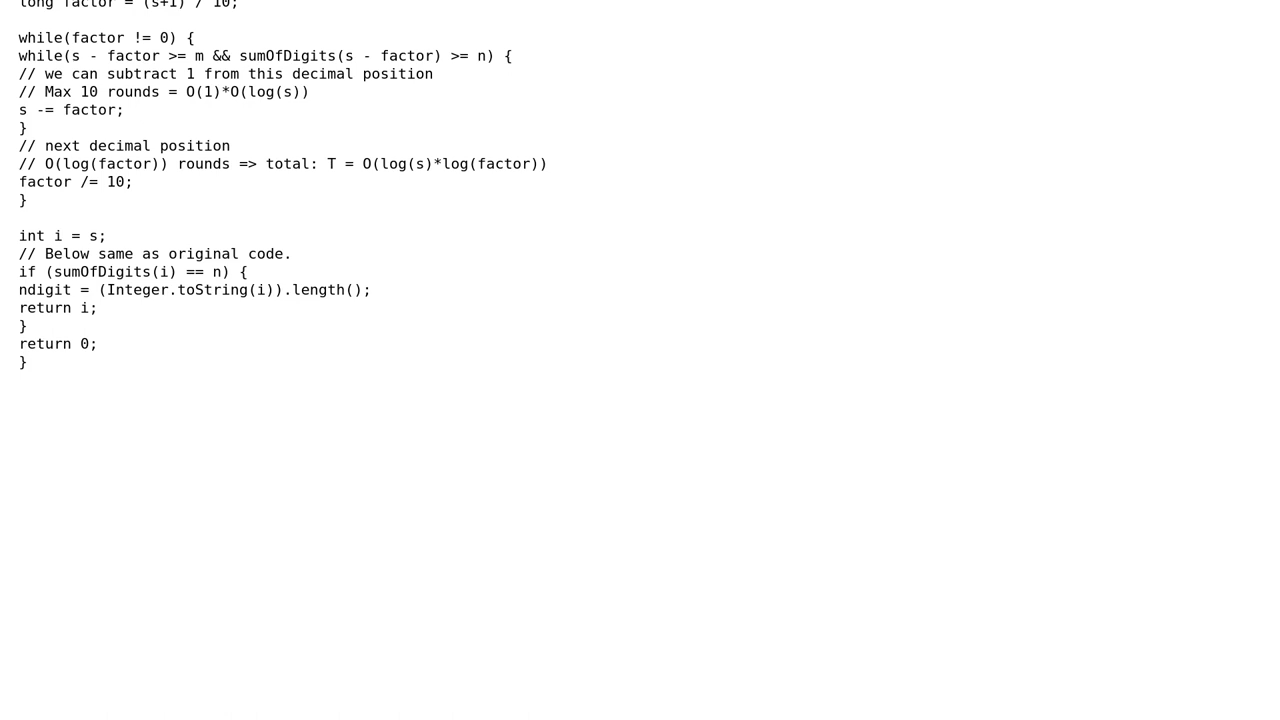 long factor = (s+1) / 10;

while(factor != 0) {
while(s - factor >= m && sumOfDigits(s - factor) >= n) {
// we can subtract 1 from this decimal position
// Max 10 rounds = O(1)*O(log(s))
s -= factor;
}
// next decimal position
// O(log(factor)) rounds => total: T = O(log(s)*log(factor))
factor /= 10;
}

int i = s;
// Below same as original code.
if (sumOfDigits(i) == n) {
ndigit = (Integer.toString(i)).length();
return i;
}
return 0;
}